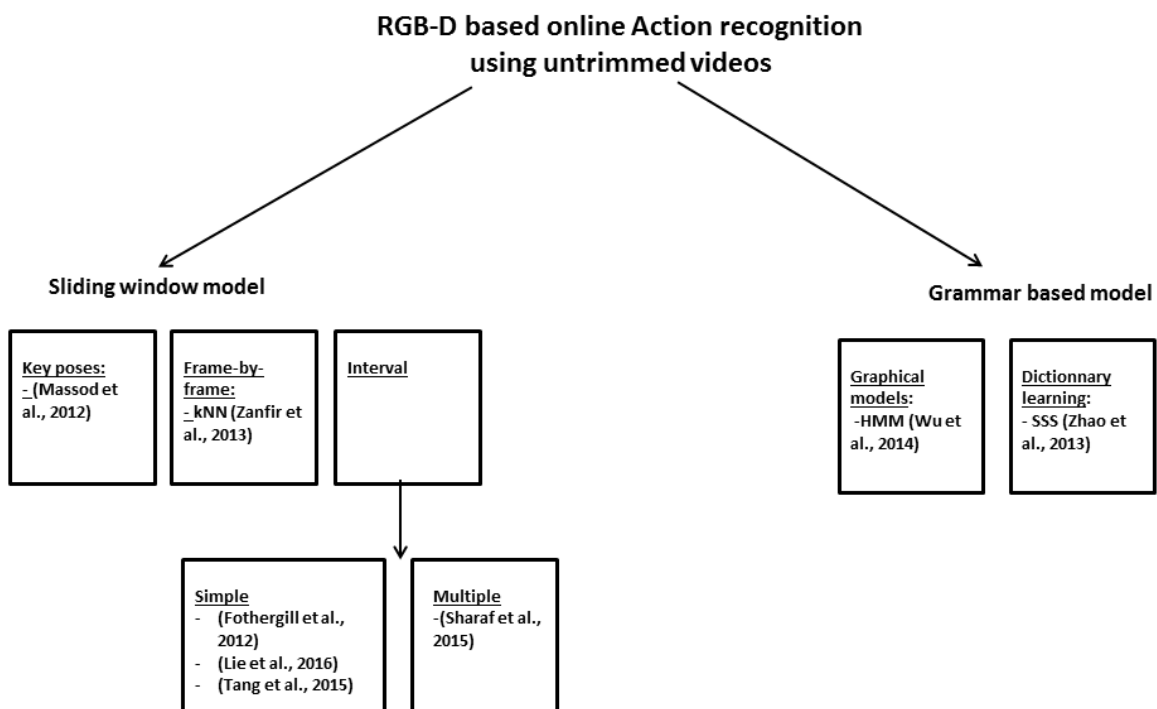 RGB-D based online Action recognition
using untrimmed videos
Sliding window model
Grammar based model
Key poses:
- (Massod et
al., 2012)
Frame-by-
frame:
- kNN (Zanfir et
al., 2013)
Interval
Graphical
models:
-HMM (Wu et
al., 2014)
Dictionnary
learning:
- SSS (Zhao et
al., 2013)
Simple
- (Fothergill et al.,
2012)
- (Lie et al., 2016)
- (Tang et al., 2015)
Multiple
-(Sharaf et al.,
2015)